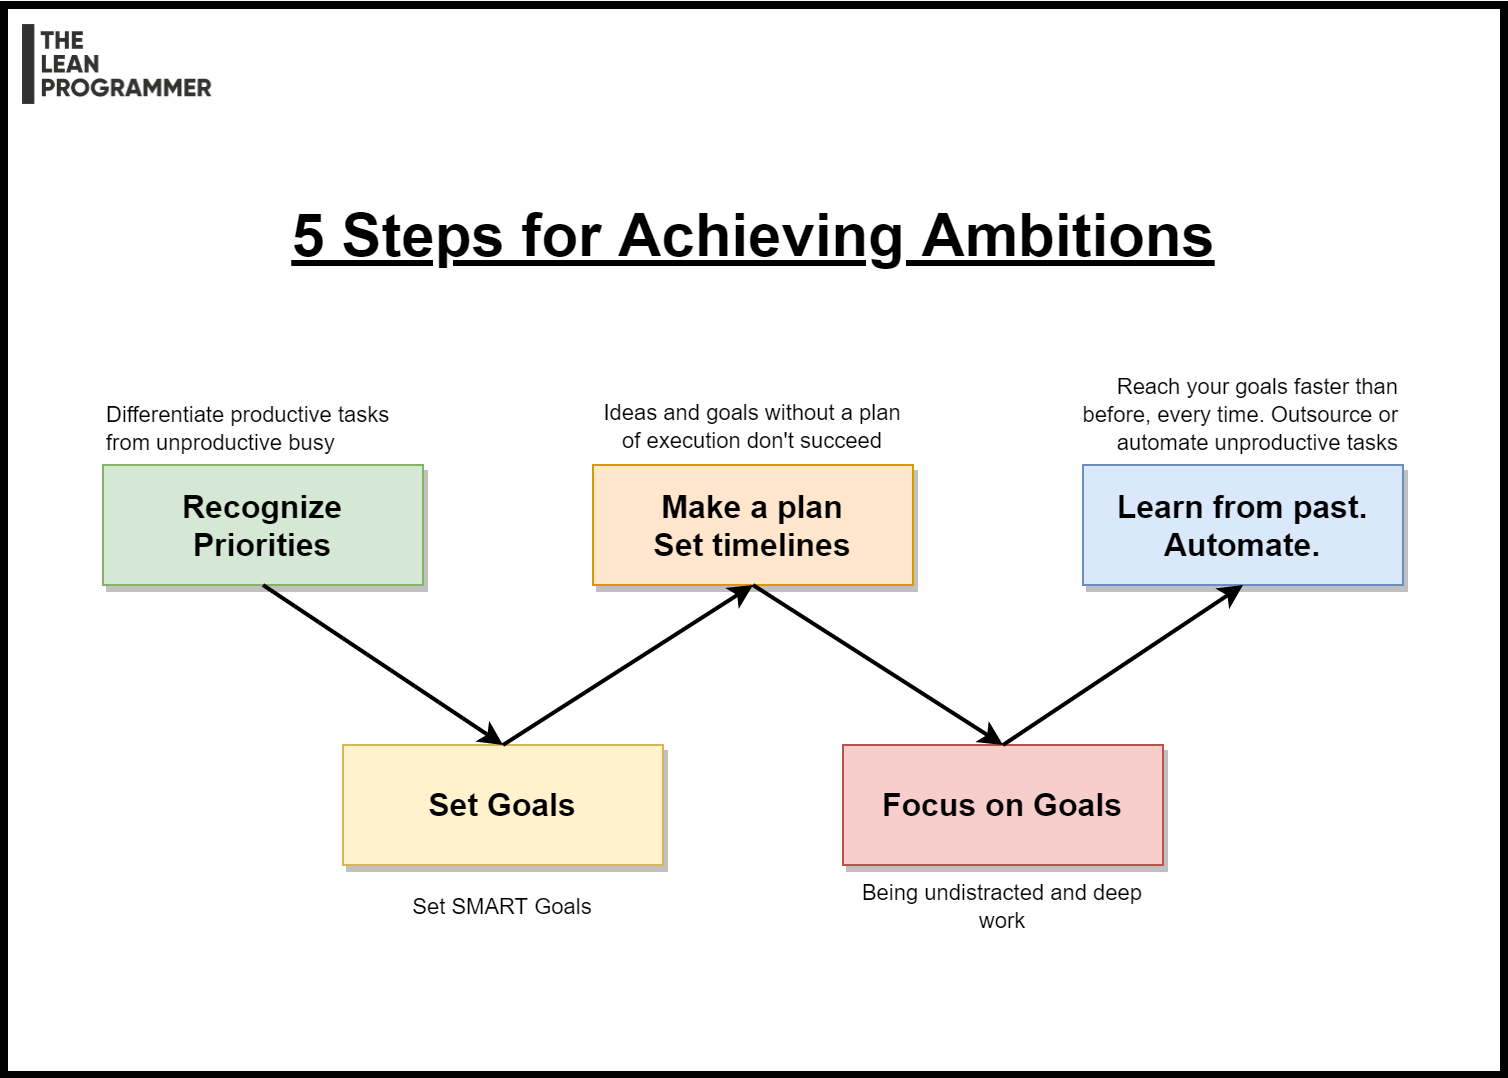 THE
LEAN
PROGRAMMER
5 Steps for Achieving Ambitions
Differentiate productive tasks
from unproductive busy
Recognize
Priorities
Set Goals
Set SMART Goals
Ideas and goals without a plan
of execution don't succeed
Make a plan
Set timelines
Focus on Goals
Being undistracted and deep
work
Reach your goals faster than
before, every time. Outsource or
automate unproductive tasks
Learn from past.
Automate.